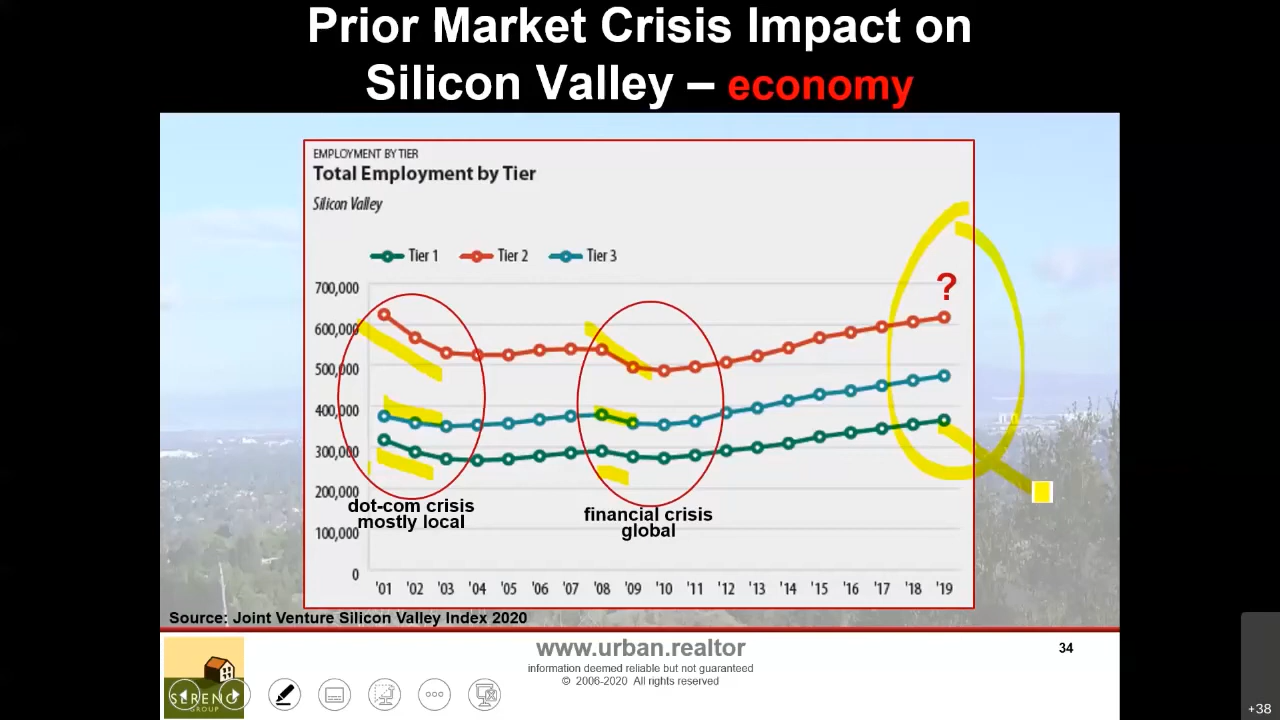 Prior Market Crisis Impact on
Silicon Valley – economy
EMPLOYMENT BY TIER
Total Employment by Tier
Silicon Valley
Tier 1 Tier 2 Tier 3
700,000
600,000
500,000
400,000
300,000
200,000
100,000
0
?
dot-com crisis
mostly local
financial crisis
global
'01 '02 '03 '04 '05 '06 '07 '08 '09 '10 '11 '12 '13 '14 '15 '16 '17 '18 '19
Source: Joint Venture Silicon Valley Index 2020
www.urban.realtor
information deemed reliable but not guaranteed
© 2006-2020 All rights reserved
34
SERENO
GROUP
+38